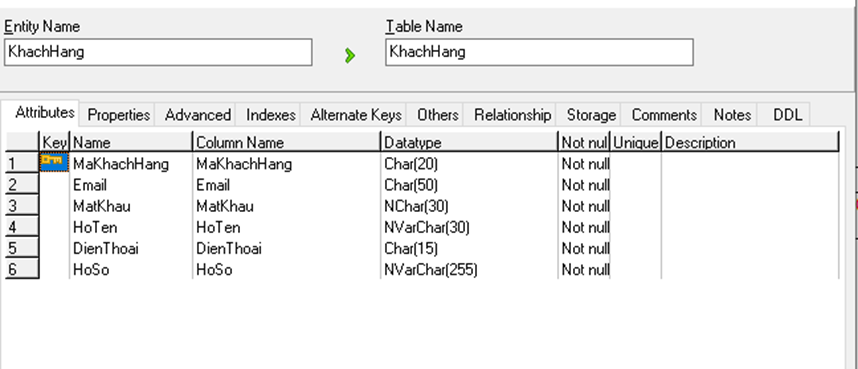 Entity Name Table Name
KhachHang KhachHang
Attributes Properties Advanced Indexes Alternate Keys Others Relationship Storage Comments Notes DDL
Key Name Column Name Datatype Not nul Unique Description
1 MaKhachHang MaKhachHang Char(20) Not null
2 Email Email Char(50) Not null
3 MatKhau MatKhau NChar(30) Not null
4 HoTen HoTen NVarChar(30) Not null
5 DienThoai DienThoai Char(15) Not null
6 HoSo HoSo NVarChar(255) Not null